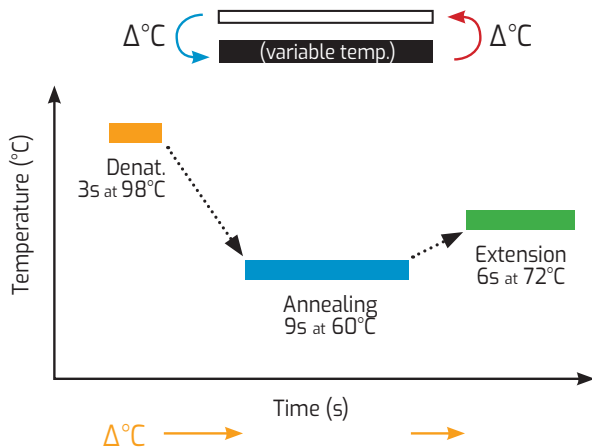 Δ°C
(variable temp.)
Δ°C
Temperature (°C)
Denat.
3s at 98°C
Annealing
9s at 60°C
Extension
6s at 72°C
Time (s)
Δ°C